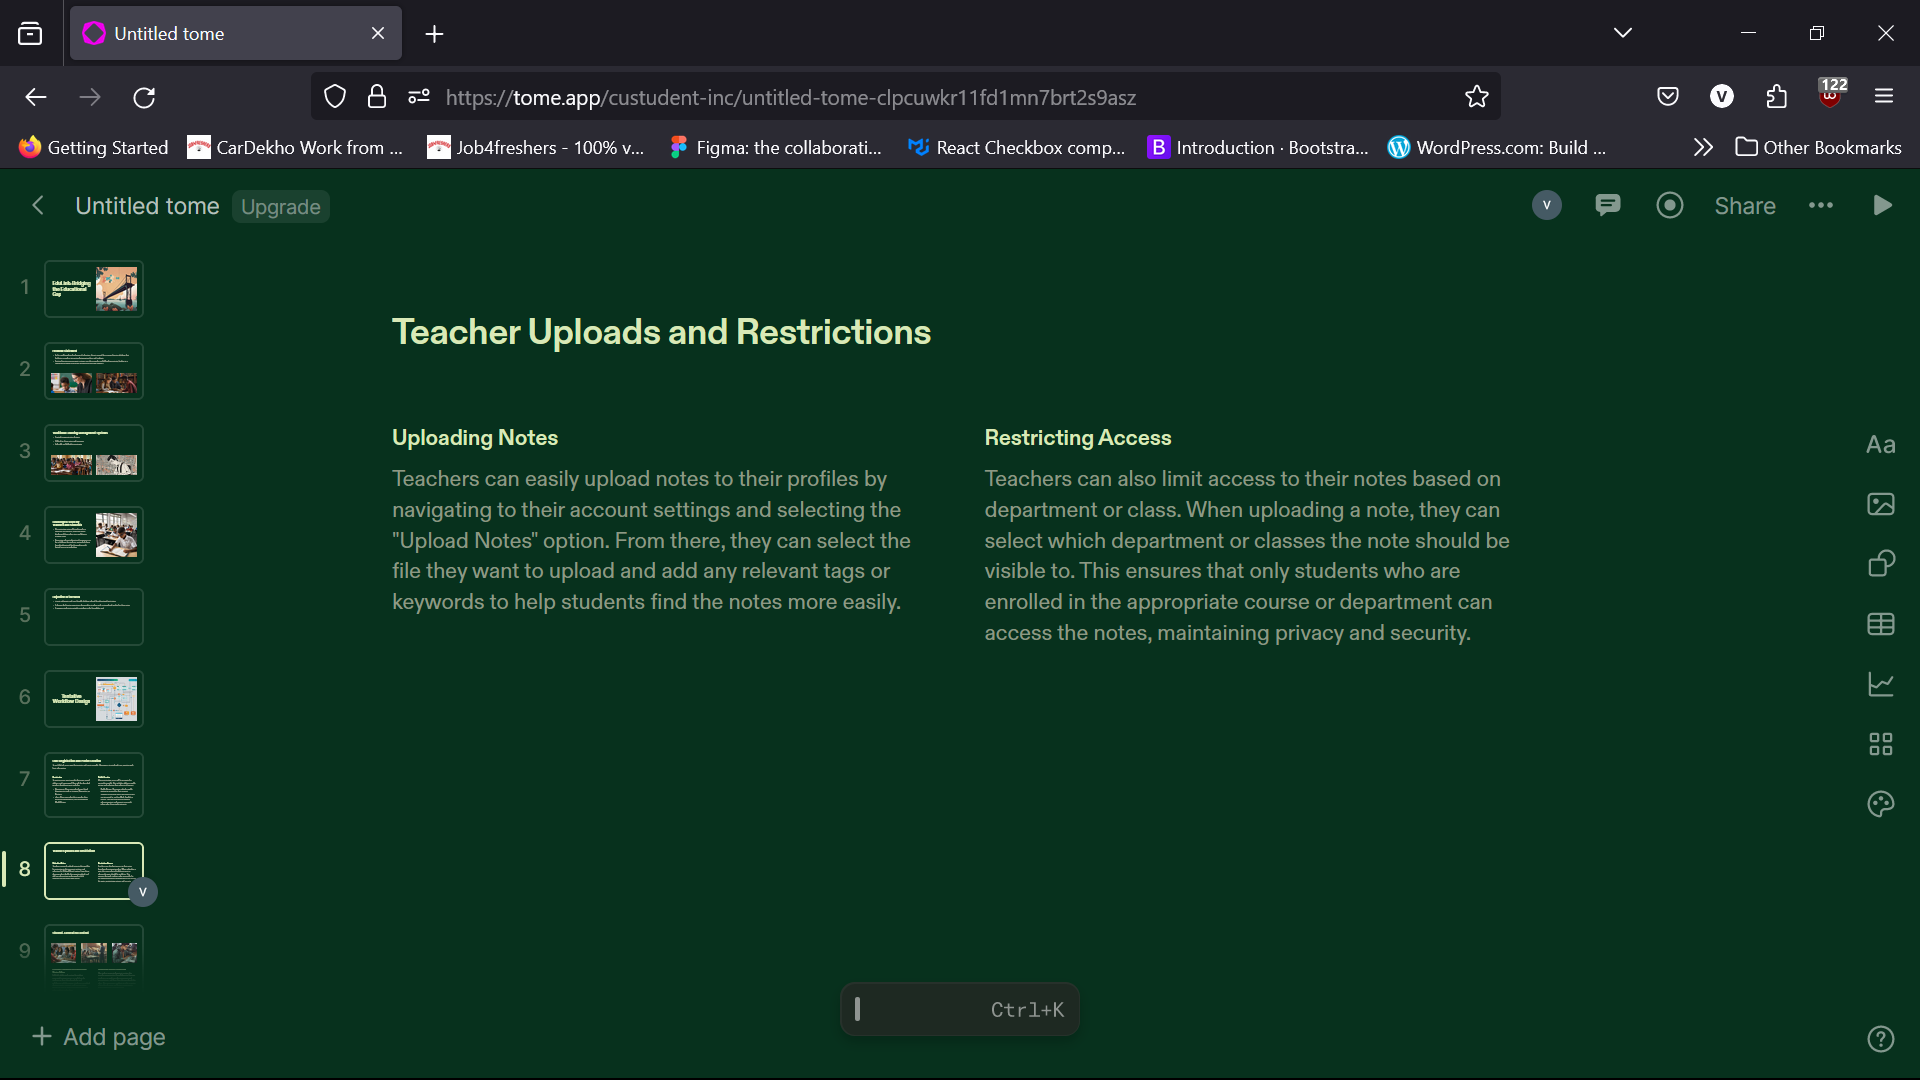 Untitled tome
https://tome.app/custudent-inc/untitled-tome-clpcuwkr11fd1mn7brt2s9asz
122
Getting Started
CarDekho Work from ...
Job4freshers - 100% v...
Figma: the collaborati...
React Checkbox comp...
Introduction · Bootstra...
WordPress.com: Build ...
Other Bookmarks
Untitled tome
Upgrade
V
Share
1
2
3
4
5
6
Tentative
Workflow Design
7
8
V
9
+ Add page
Teacher Uploads and Restrictions
Uploading Notes
Teachers can easily upload notes to their profiles by
navigating to their account settings and selecting the
"Upload Notes" option. From there, they can select the
file they want to upload and add any relevant tags or
keywords to help students find the notes more easily.
Restricting Access
Teachers can also limit access to their notes based on
department or class. When uploading a note, they can
select which department or classes the note should be
visible to. This ensures that only students who are
enrolled in the appropriate course or department can
access the notes, maintaining privacy and security.
Aa
Ctrl+K
?